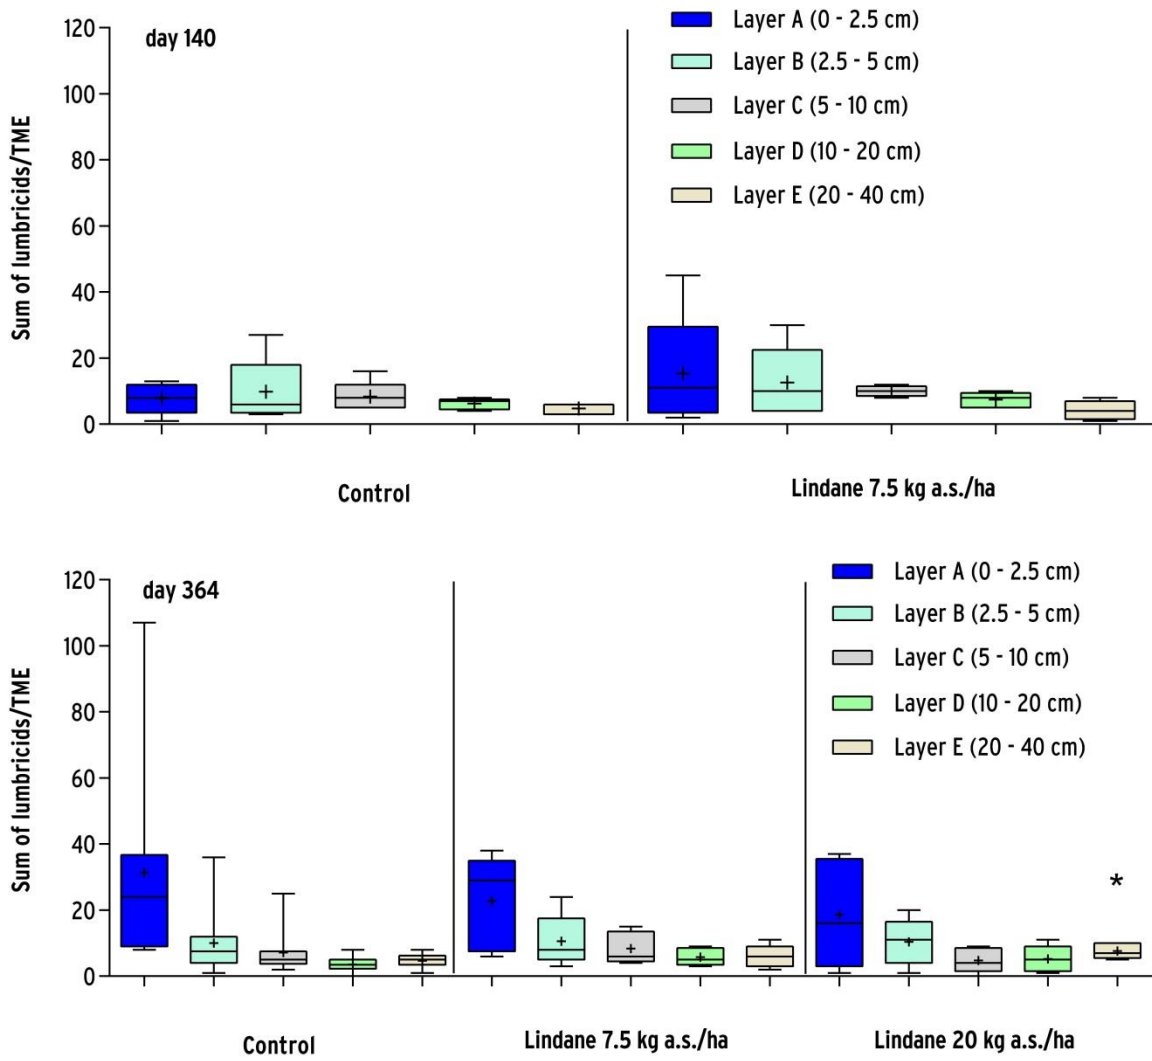 day 140
Sum of lumbricids/TME
120
100
80
60
40
20
0
Layer A (0 - 2.5 cm)
Layer B (2.5 - 5 cm)
Layer C (5 - 10 cm)
Layer D (10 - 20 cm)
Layer E (20 - 40 cm)
Control
Lindane 7.5 kg a.s./ha
day 364
Sum of lumbricids/TME
120
100
80
60
40
20
0
Layer A (0 - 2.5 cm)
Layer B (2.5 - 5 cm)
Layer C (5 - 10 cm)
Layer D (10 - 20 cm)
Layer E (20 - 40 cm)
*
Control
Lindane 7.5 kg a.s./ha
Lindane 20 kg a.s./ha